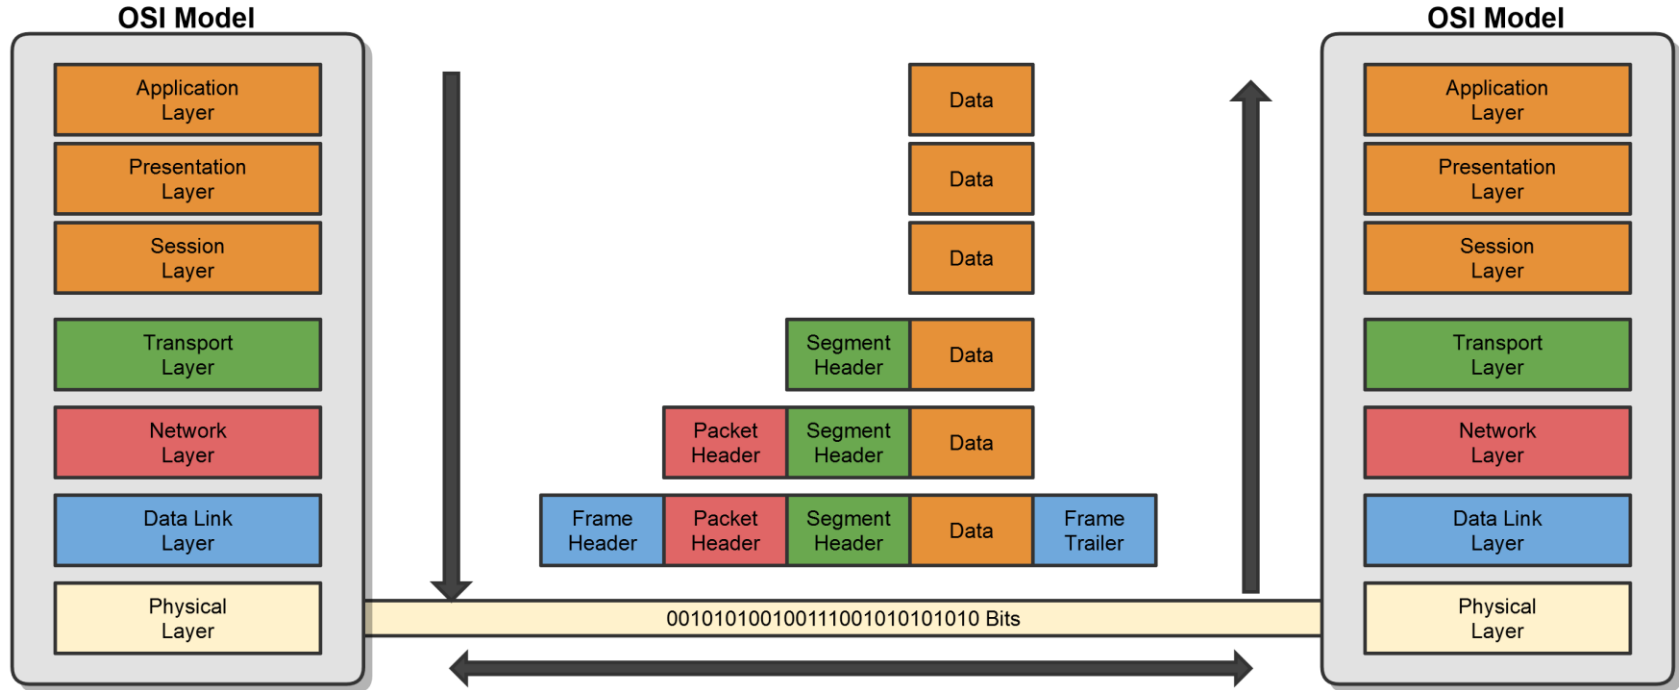 OSI Model
Application
Layer
Presentation
Layer
Session
Layer
Transport
Layer
Network
Layer
Data Link
Layer
Physical
Layer
Data
Data
Data
Segment
Header
Data
Packet
Header
Segment
Header
Data
Frame
Header
Packet
Header
Segment
Header
Data
Frame
Trailer
0010101001001110010101010101010 Bits
OSI Model
Application
Layer
Presentation
Layer
Session
Layer
Transport
Layer
Network
Layer
Data Link
Layer
Physical
Layer